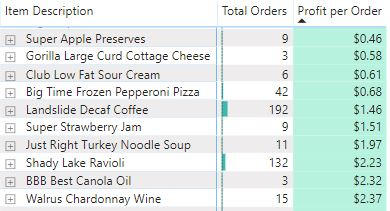 Item Description Total Orders Profit per Order
Super Apple Preserves 9 $0.46
Gorilla Large Curd Cottage Cheese 3 $0.58
Club Low Fat Sour Cream 6 $0.61
Big Time Frozen Pepperoni Pizza 42 $0.68
Landslide Decaf Coffee 192 $1.46
Super Strawberry Jam 9 $1.51
Just Right Turkey Noodle Soup 11 $1.97
Shady Lake Ravioli 132 $2.23
BBB Best Canola Oil 3 $2.32
Walrus Chardonnay Wine 15 $2.37